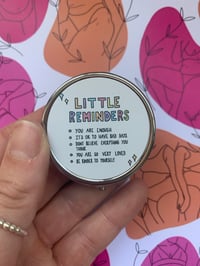 LITTLE
REMINDERS
YOU ARE ENOUGH
IT'S OK TO HAVE BAD DAYS
DON'T BELIEVE EVERYTHING YOU
THINK
YOU ARE SO VERY LOVED
BE KINDER TO YOURSELF